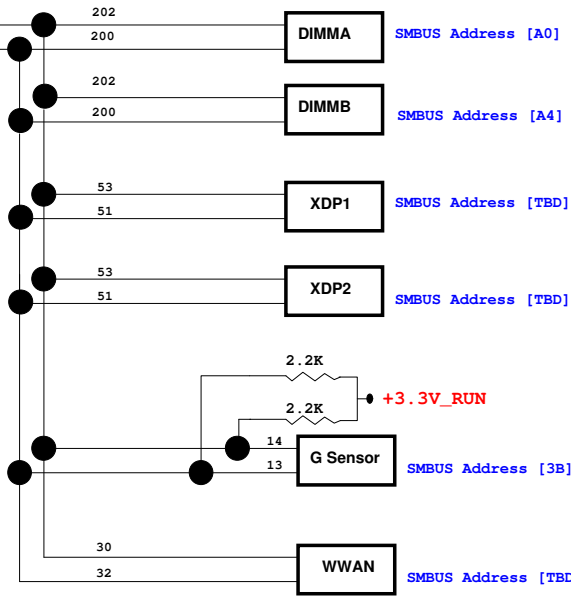 202
DIMMA SMBUS Address [A0]
200
202
DIMMB SMBUS Address [A4]
200
53
XDP1 SMBUS Address [TBD]
51
53
XDP2 SMBUS Address [TBD]
51
2.2K
+3.3V_RUN
2.2K
14
G Sensor SMBUS Address [3B]
13
30
WWAN SMBUS Address [TBD
32